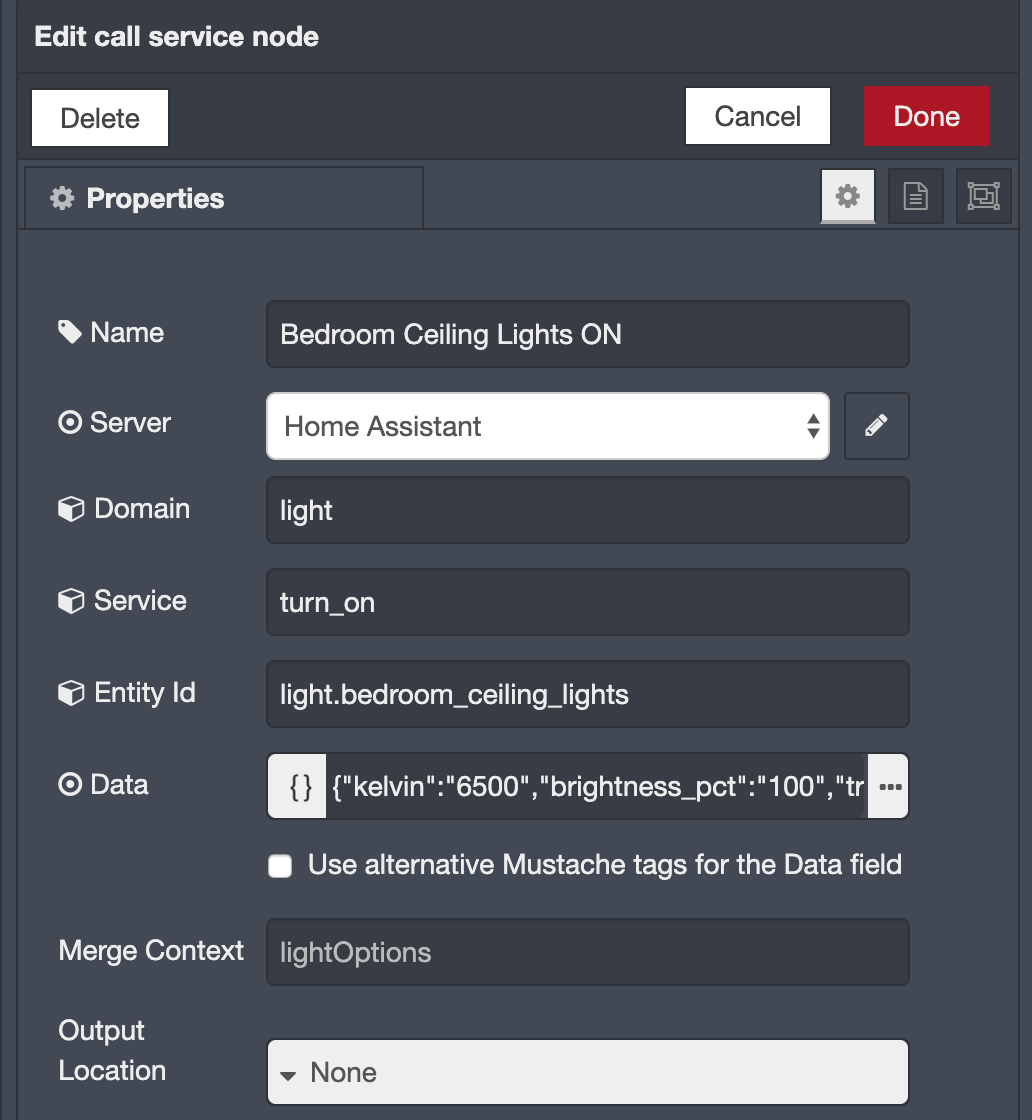 Edit call service node
Delete
Cancel
Done
Properties
Name
Bedroom Ceiling Lights ON
Server
Home Assistant
Domain
light
Service
turn_on
Entity Id
light.bedroom_ceiling_lights
Data
{} {"kelvin":"6500","brightness_pct":"100","tr
Use alternative Mustache tags for the Data field
Merge Context
lightOptions
Output
Location
None